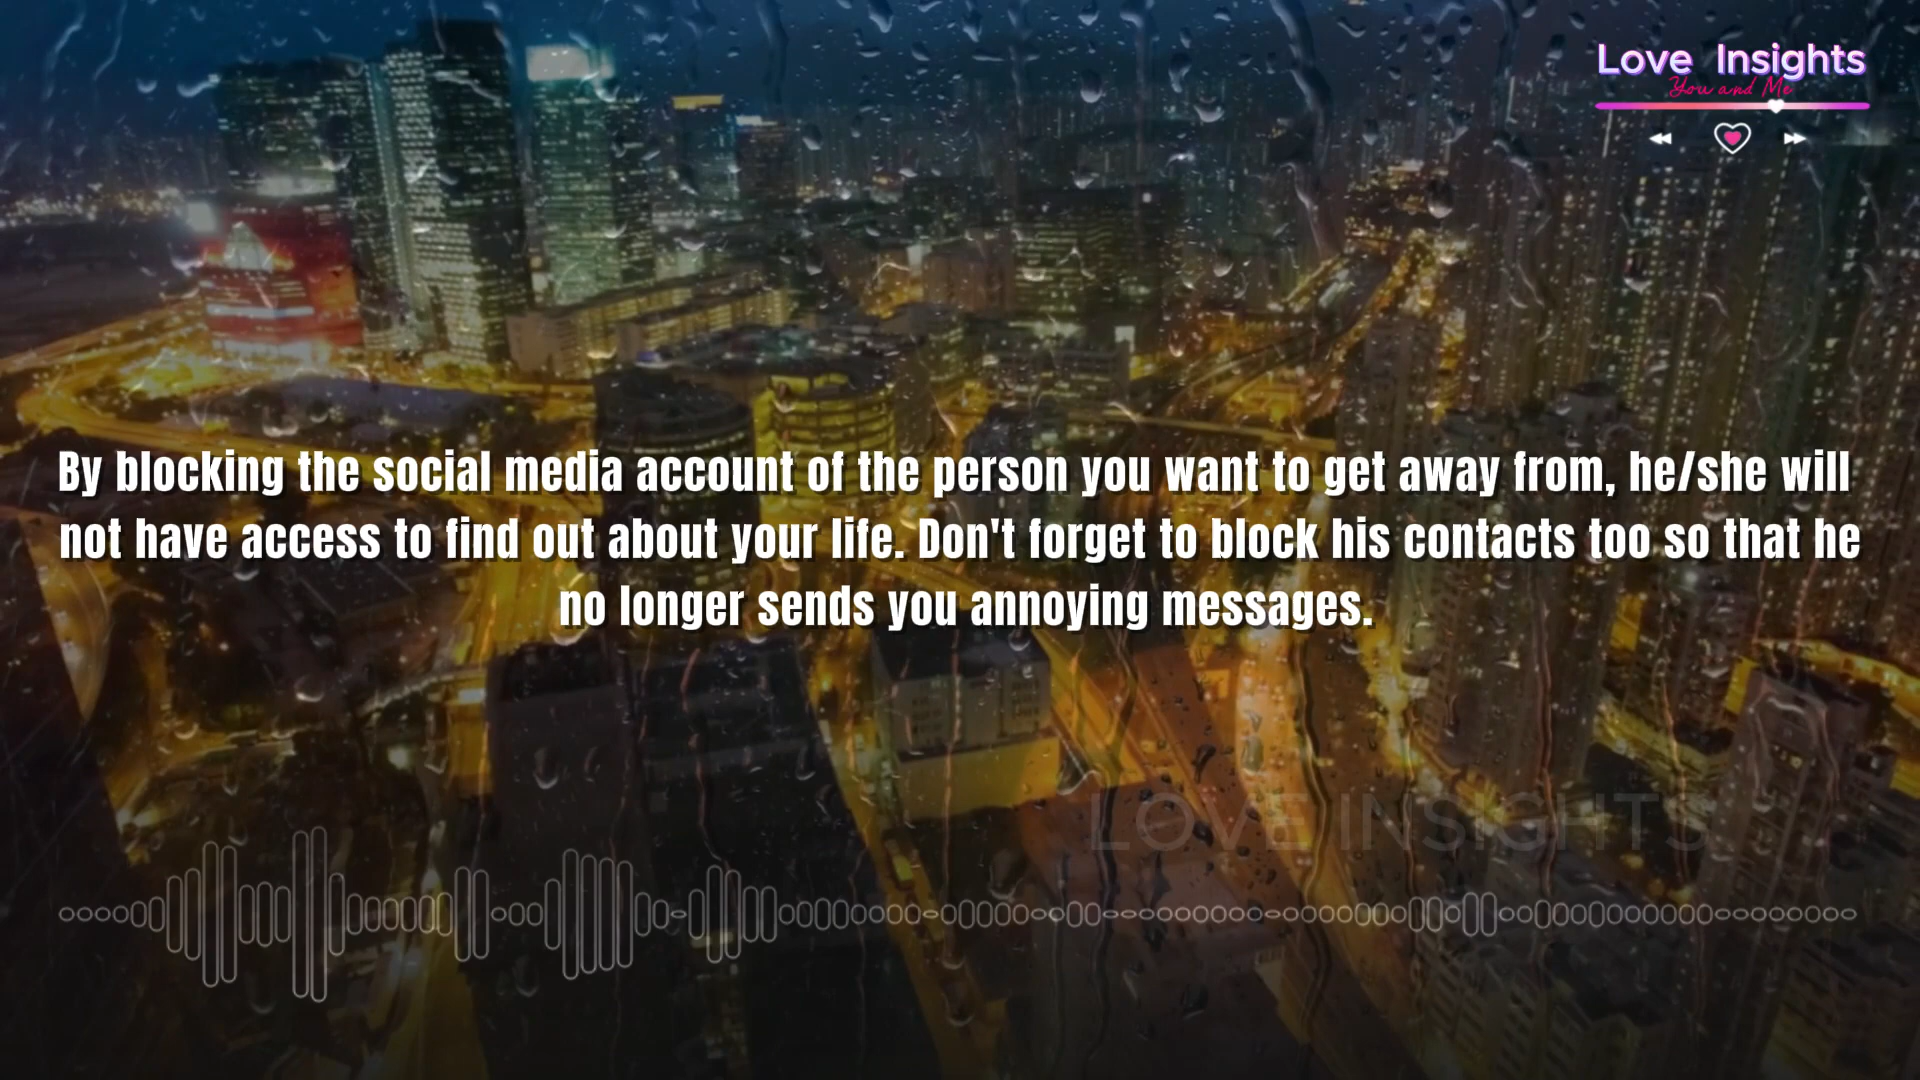 Love Insights
You and Me
By blocking the social media account of the person you want to get away from, he/she will
not have access to find out about your life. Don't forget to block his contacts too so that he
no longer sends you annoying messages.
LOVE INSIGHTS